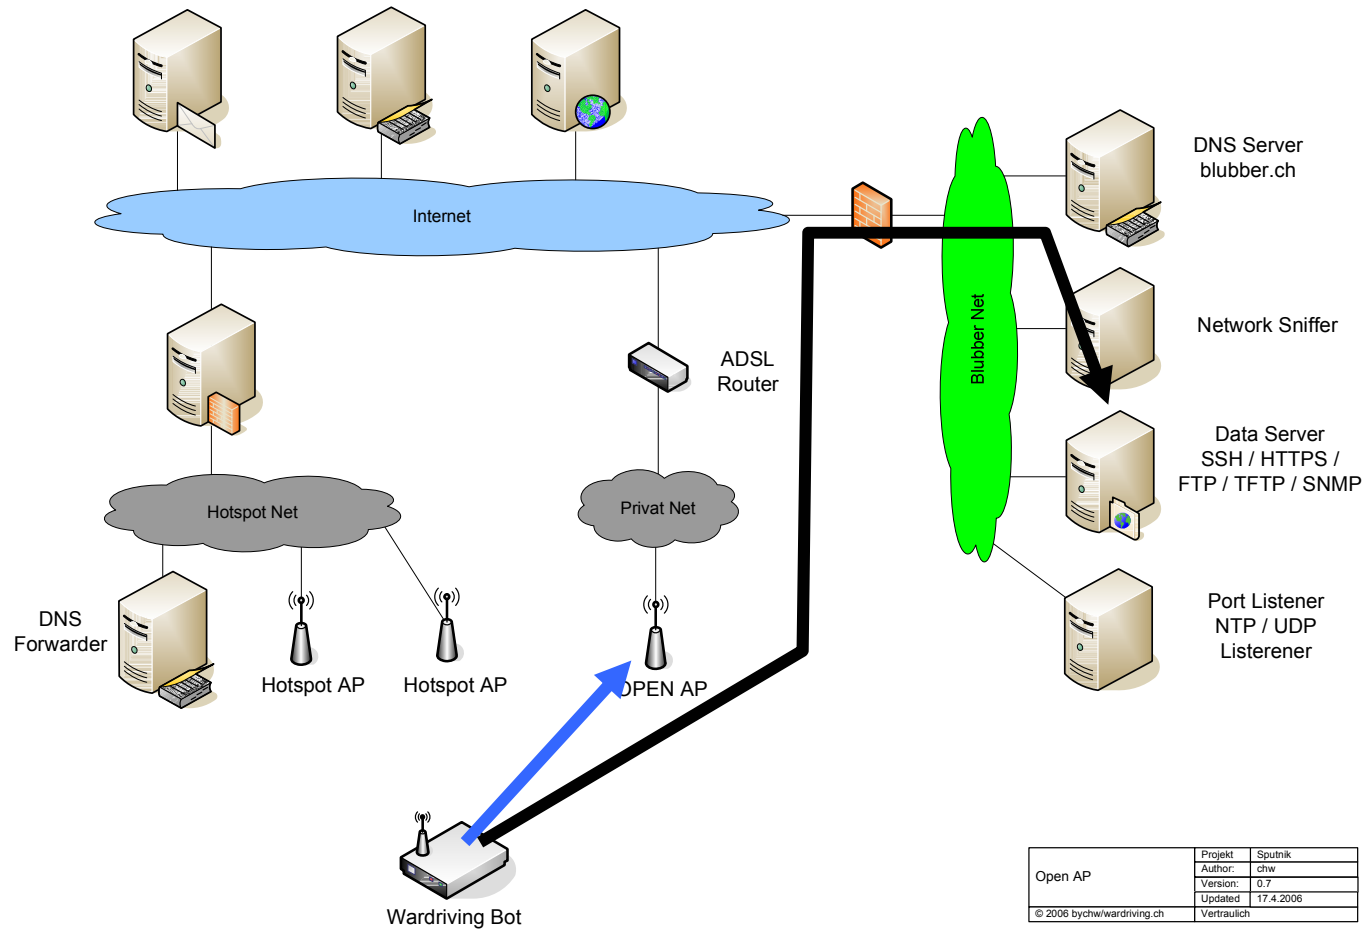 Internet
DNS Server
blubber.ch
Blubber Net
Network Sniffer
ADSL
Router
Data Server
SSH / HTTPS /
FTP / TFTP / SNMP
Hotspot Net
Privat Net
DNS
Forwarder
Hotspot AP
Hotspot AP
OPEN AP
Port Listener
NTP / UDP
Listerener
Wardriving Bot
Open AP
Projekt Sputnik
Author: chw
Version: 0.7
Updated 17.4.2006
© 2006 bychw/wardriving.ch Vertraulich